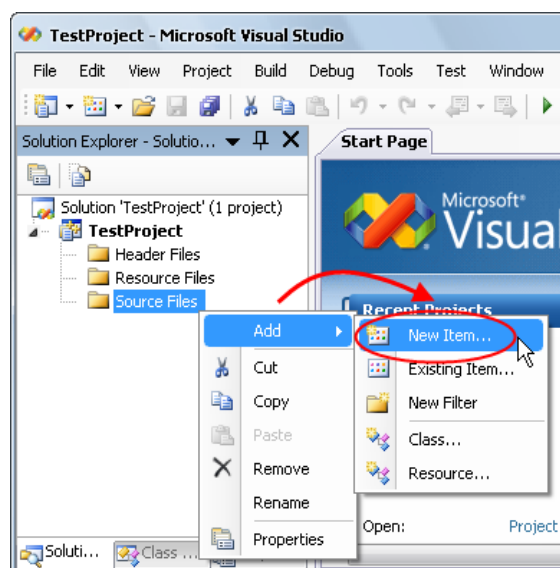 TestProject - Microsoft Visual Studio
File Edit View Project Build Debug Tools Test Window
Solution Explorer - Solutio...
Start Page
Solution 'TestProject' (1 project)
TestProject
Header Files
Resource Files
Source Files
Microsoft®
Visual
Recent Projects
Add
Cut
Copy
Paste
Remove
Rename
Properties
New Item...
Existing Item...
New Filter
Class...
Resource...
Open: Project
Soluti...
Class ...